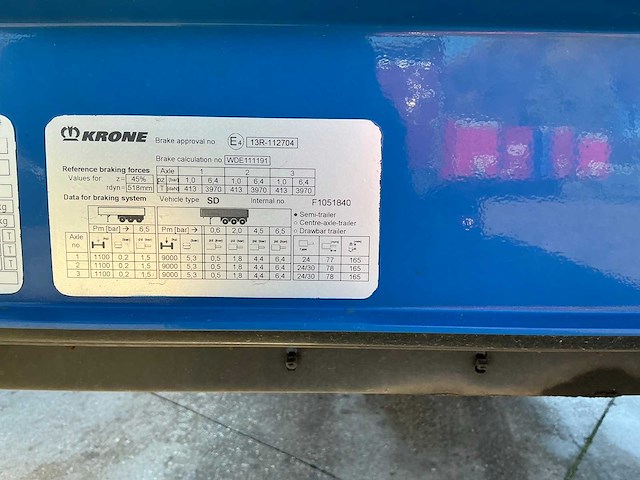 KRONE
Brake approval no E4 13R-112704
Brake calculation no WDE111191
Reference braking forces
Values for z= 45%
rdyn= 518mm
Axle 1 2 3
pz [bar] 1,0 6,4 1,0 6,4 1,0 6,4
T [daN] 413 3970 413 3970 413 3970
Data for braking system Vehicle type SD Internal no F1051840
Semi-trailer
Centre-axle-trailer
Drawbar trailer
Pm [bar] → 6,5 Pm [bar] → 0,6 2,0 4,5 6,5
Axle no.
1 1100 0,2 1,5 9000 5,3 0,5 1,8 4,4 6,4 24 77 165
2 1100 0,2 1,5 9000 5,3 0,5 1,8 4,4 6,4 24/30 78 165
3 1100 0,2 1,5 9000 5,3 0,5 1,8 4,4 6,4 24/30 78 165
kg
kg
T
T
T
T